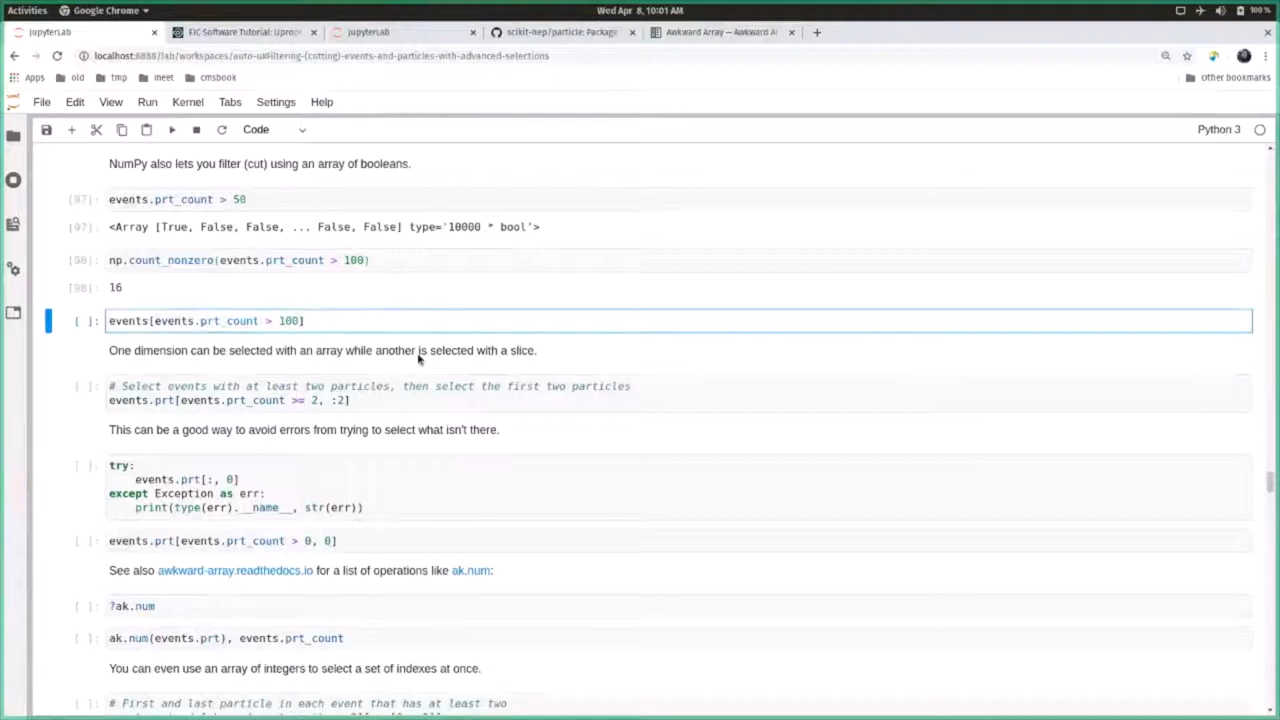 Activities
Google Chrome
Wed Apr 8, 10:01 AM
100 %
JupyterLab
EIC Software Tutorial: Uproot
JupyterLab
scikit-hep/particle: Package
Awkward Array — Awkward Ar
localhost:8888/lab/workspaces/auto-u#Filtering-(cutting)-events-and-particles-with-advanced-selections
Apps
old
tmp
meet
cmsbook
Other bookmarks
File Edit View Run Kernel Tabs Settings Help
Code
Python 3
NumPy also lets you filter (cut) using an array of booleans.
[97]: events.prt_count > 50
[97]: <Array [True, False, False, ... False, False] type='10000 * bool'>
[98]: np.count_nonzero(events.prt_count > 100)
[98]: 16
[ ]: events[events.prt_count > 100]
One dimension can be selected with an array while another is selected with a slice.
[ ]: # Select events with at least two particles, then select the first two particles
events.prt[events.prt_count >= 2, :2]
This can be a good way to avoid errors from trying to select what isn't there.
[ ]: try:
events.prt[:, 0]
except Exception as err:
print(type(err).__name__, str(err))
[ ]: events.prt[events.prt_count > 0, 0]
See also awkward-array.readthedocs.io for a list of operations like ak.num:
[ ]: ?ak.num
[ ]: ak.num(events.prt), events.prt_count
You can even use an array of integers to select a set of indexes at once.
[ ]: # First and last particle in each event that has at least two